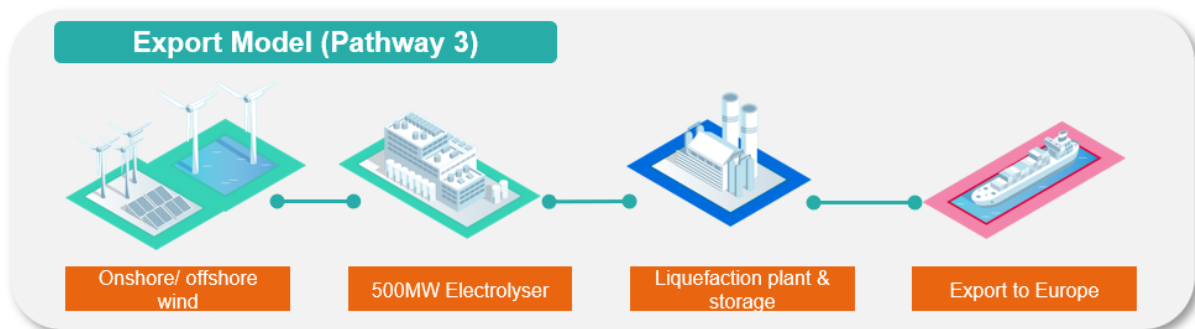 Export Model (Pathway 3)
Onshore/ offshore
wind
500MW Electrolyser
Liquefaction plant &
storage
Export to Europe